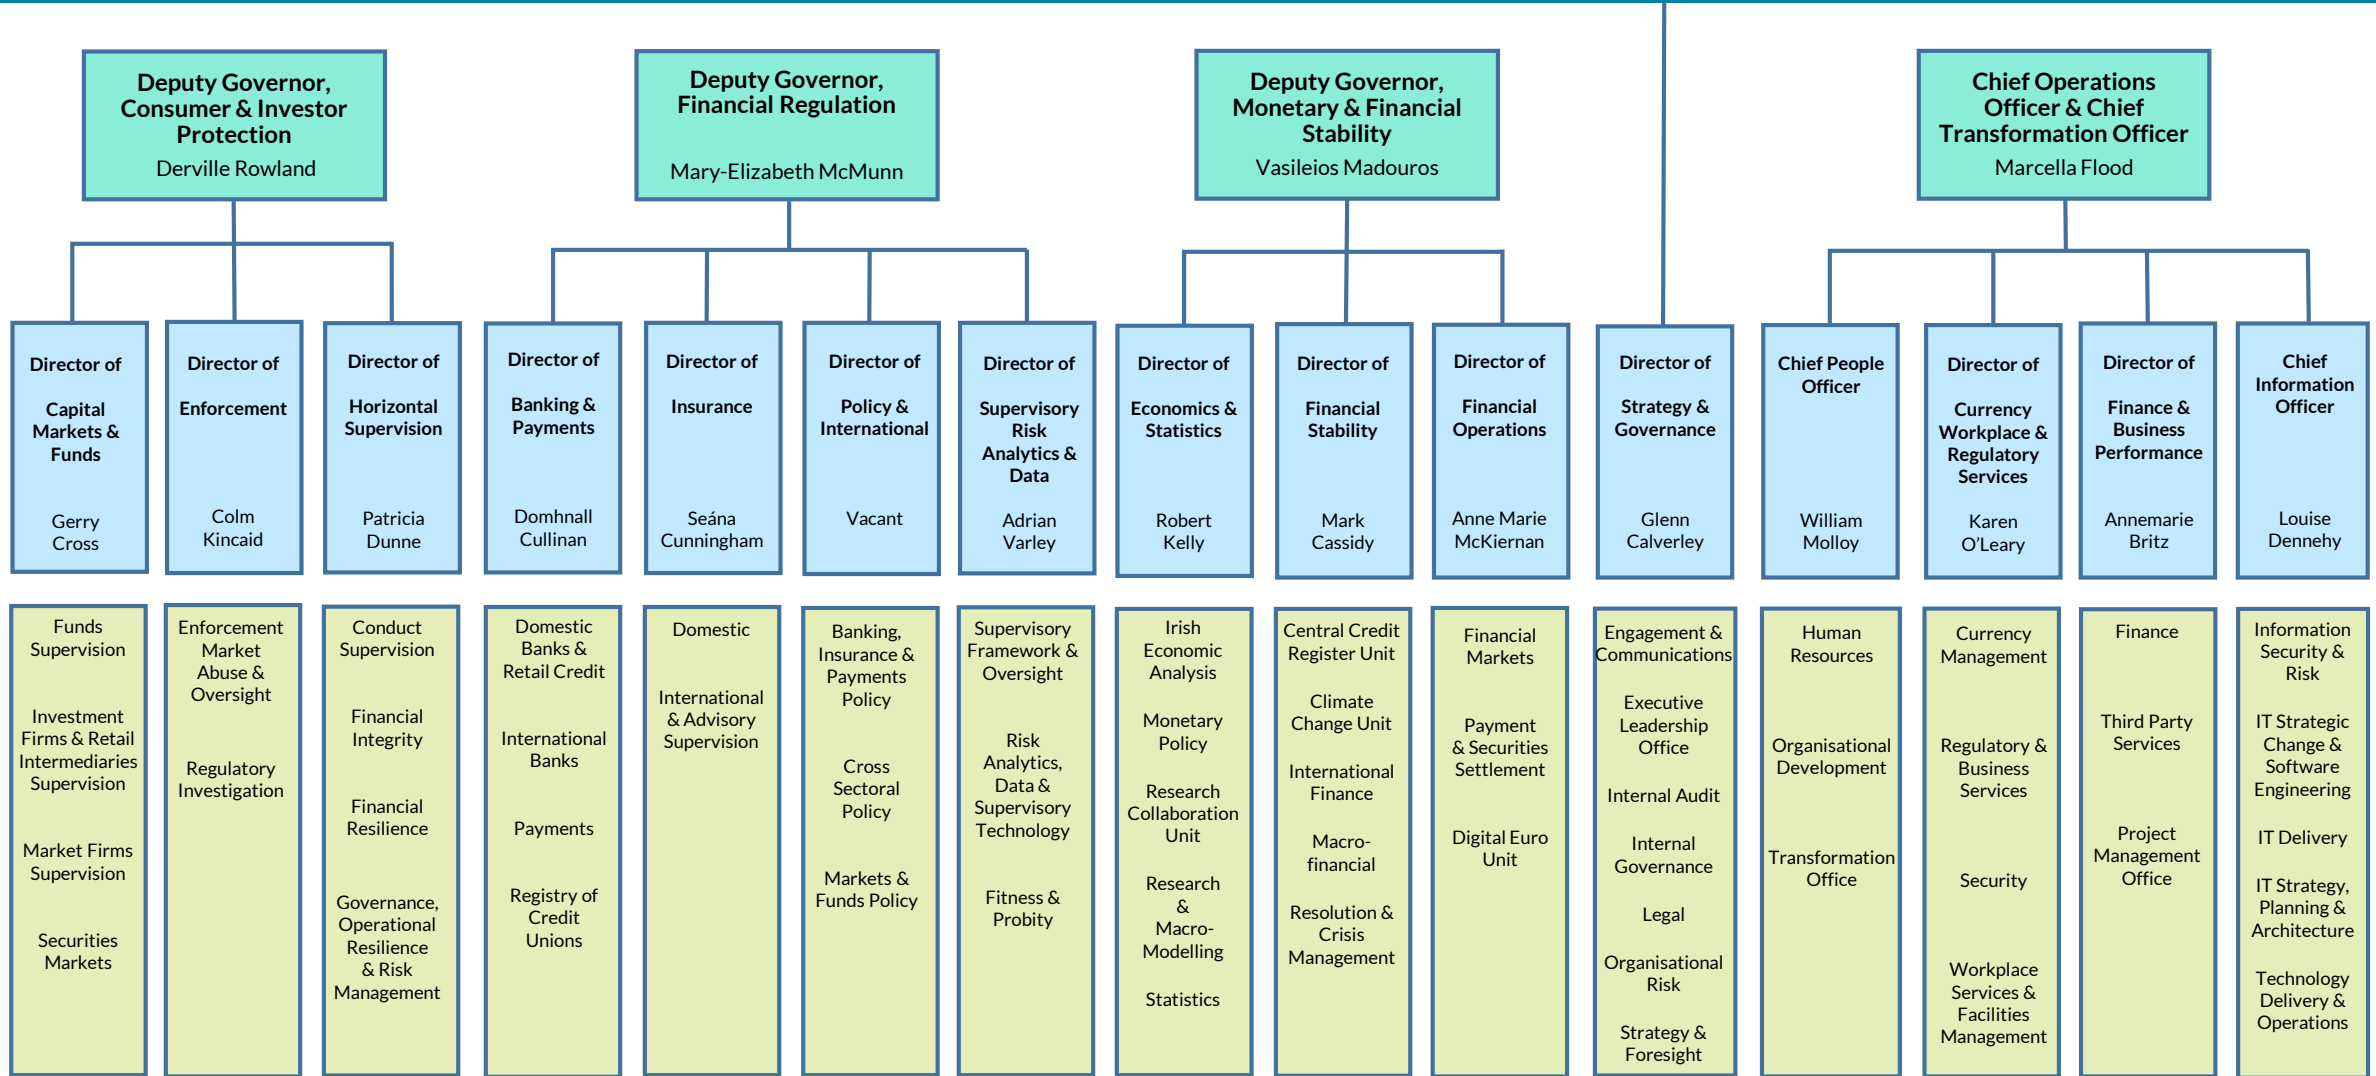 Deputy Governor,
Consumer & Investor
Protection
Derville Rowland
Deputy Governor,
Financial Regulation
Mary-Elizabeth McMunn
Deputy Governor,
Monetary & Financial
Stability
Vasileios Madouros
Chief Operations
Officer & Chief
Transformation Officer
Marcella Flood
Director of
Capital
Markets &
Funds
Gerry
Cross
Director of
Enforcement
Colm
Kincaid
Director of
Horizontal
Supervision
Patricia
Dunne
Director of
Banking &
Payments
Domhnall
Cullinan
Director of
Insurance
Seána
Cunningham
Director of
Policy &
International
Vacant
Director of
Supervisory
Risk
Analytics &
Data
Adrian
Varley
Director of
Economics &
Statistics
Robert
Kelly
Director of
Financial
Stability
Mark
Cassidy
Director of
Financial
Operations
Anne Marie
McKiernan
Director of
Strategy &
Governance
Glenn
Calverley
Chief People
Officer
William
Molloy
Director of
Currency
Workplace &
Regulatory
Services
Karen
O’Leary
Director of
Finance &
Business
Performance
Annemarie
Britz
Chief
Information
Officer
Louise
Dennehy
Funds
Supervision
Investment
Firms & Retail
Intermediaries
Supervision
Market Firms
Supervision
Securities
Markets
Enforcement
Market
Abuse &
Oversight
Regulatory
Investigation
Conduct
Supervision
Financial
Integrity
Financial
Resilience
Governance,
Operational
Resilience
& Risk
Management
Domestic
Banks &
Retail Credit
International
Banks
Payments
Registry of
Credit
Unions
Domestic
International
& Advisory
Supervision
Banking,
Insurance &
Payments
Policy
Cross
Sectoral
Policy
Markets &
Funds Policy
Supervisory
Framework &
Oversight
Risk
Analytics,
Data &
Supervisory
Technology
Fitness &
Probity
Irish
Economic
Analysis
Monetary
Policy
Research
Collaboration
Unit
Research
&
Macro-
Modelling
Statistics
Central Credit
Register Unit
Climate
Change Unit
International
Finance
Macro-
financial
Resolution &
Crisis
Management
Financial
Markets
Payment
& Securities
Settlement
Digital Euro
Unit
Engagement &
Communications
Executive
Leadership
Office
Internal Audit
Internal
Governance
Legal
Organisational
Risk
Strategy &
Foresight
Human
Resources
Organisational
Development
Transformation
Office
Currency
Management
Regulatory &
Business
Services
Security
Workplace
Services &
Facilities
Management
Finance
Third Party
Services
Project
Management
Office
Information
Security &
Risk
IT Strategic
Change &
Software
Engineering
IT Delivery
IT Strategy,
Planning &
Architecture
Technology
Delivery &
Operations